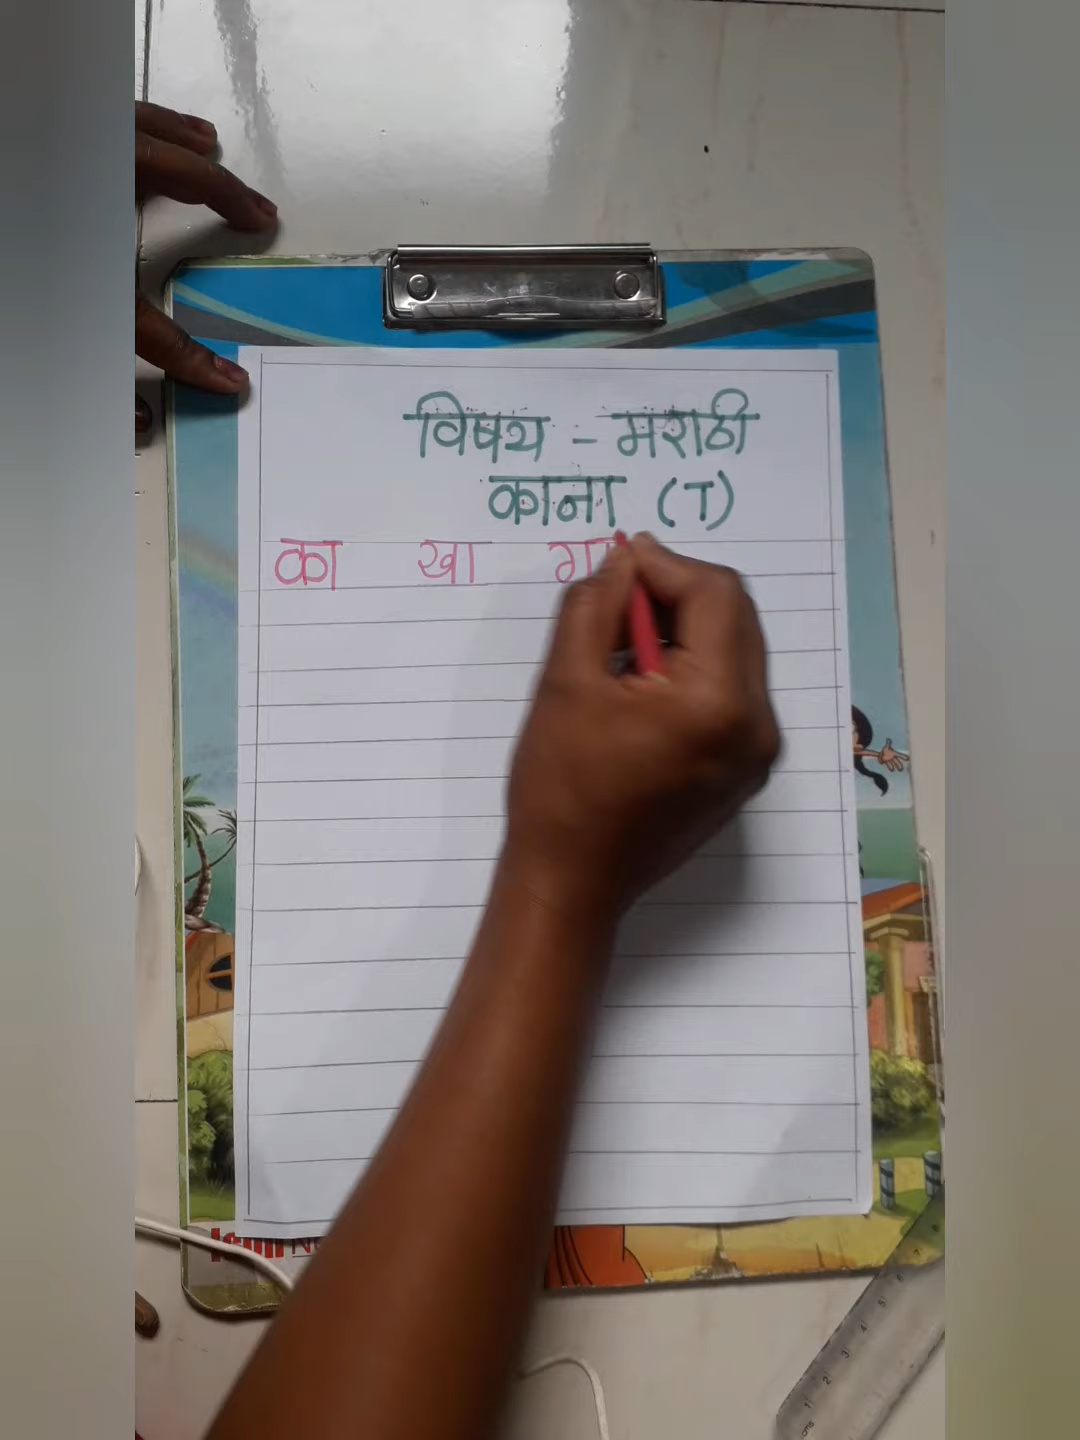 विषय - मराठी
काना (ा)
का खा गा